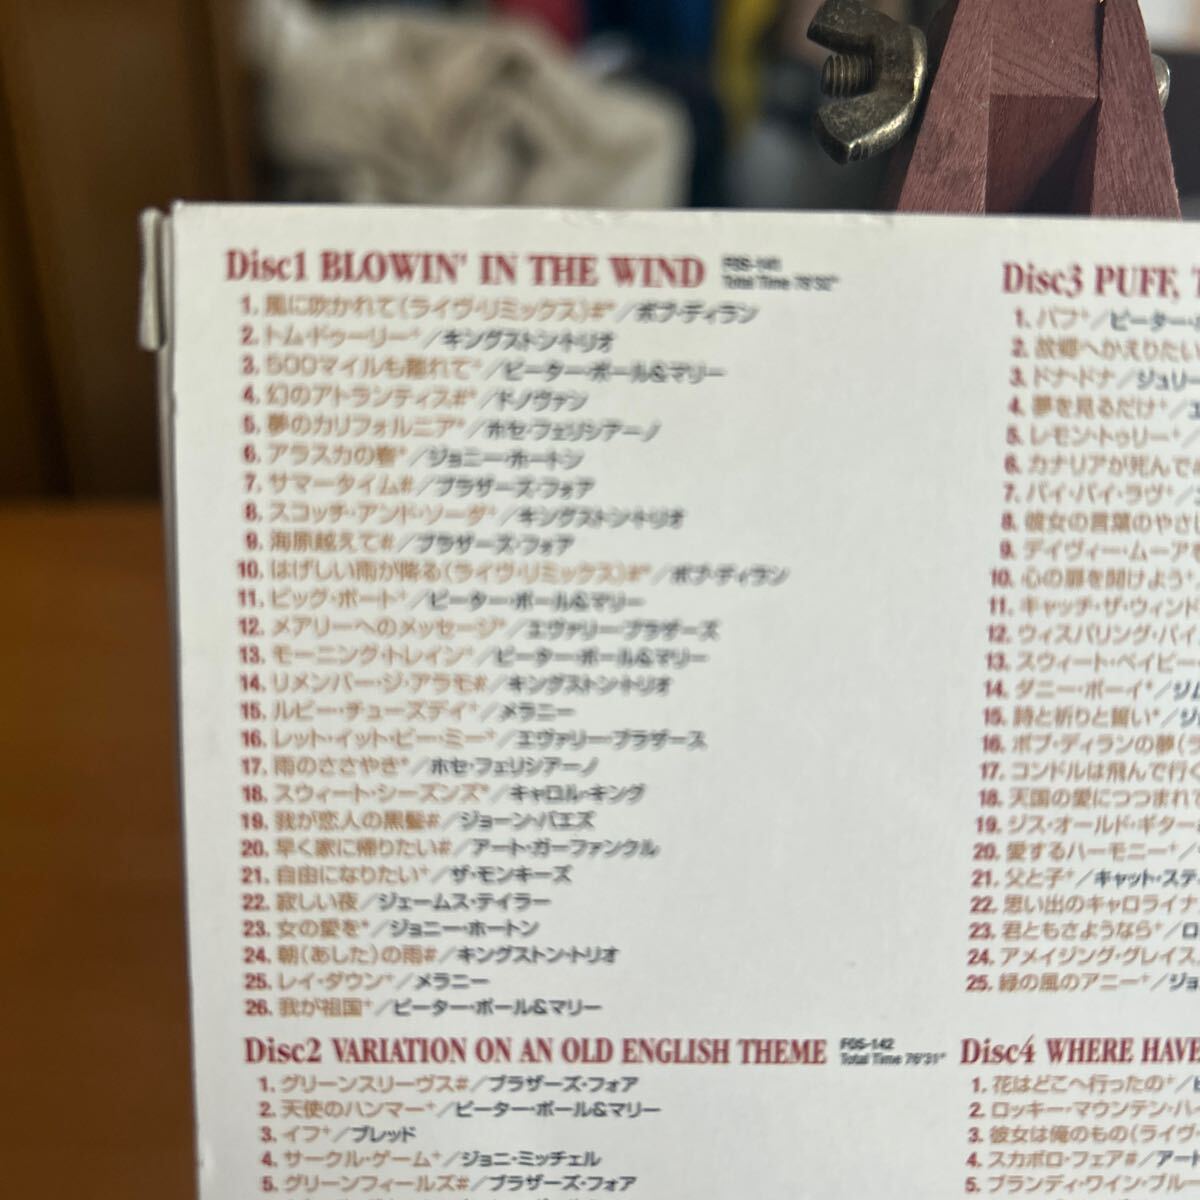 Disc1 BLOWIN' IN THE WIND FOS-141
Total Time 76'32"
1. 風に吹かれて(ライヴ・リミックス)#*/ボブ・ディラン
2. トム・ドゥーリー+/キングストン・トリオ
3. 500マイルも離れて+/ピーター・ポール&マリー
4. 幻のアトランティス#*/ドノヴァン
5. 夢のカリフォルニア*/ホセ・フェリシアーノ
6. アラスカの春*/ジョニー・ホートン
7. サマータイム#/ブラザーズ・フォア
8. スコッチ・アンド・ソーダ+/キングストン・トリオ
9. 海原越えて#/ブラザーズ・フォア
10. はげしい雨が降る(ライヴ・リミックス)#*/ボブ・ディラン
11. ビッグ・ボート+/ピーター・ポール&マリー
12. メアリーへのメッセージ*/エヴァリー・ブラザーズ
13. モーニング・トレイン+/ピーター・ポール&マリー
14. リメンバー・ジ・アラモ#/キングストン・トリオ
15. ルビー・チューズデイ+/メラニー
16. レット・イット・ビー・ミー+/エヴァリー・ブラザース
17. 雨のささやき*/ホセ・フェリシアーノ
18. スウィート・シーズンズ*/キャロル・キング
19. 我が恋人の黒髪#/ジョーン・バエズ
20. 早く家に帰りたい#/アート・ガーファンクル
21. 自由になりたい+/ザ・モンキーズ
22. 寂しい夜/ジェームス・テイラー
23. 女の愛を*/ジョニー・ホートン
24. 朝(あした)の雨#/キングストン・トリオ
25. レイ・ダウン+/メラニー
26. 我が祖国+/ピーター・ポール&マリー
Disc2 VARIATION ON AN OLD ENGLISH THEME FOS-142
Total Time 76'31"
1. グリーンスリーヴス#/ブラザーズ・フォア
2. 天使のハンマー+/ピーター・ポール&マリー
3. イフ+/ブレッド
4. サークル・ゲーム+/ジョニ・ミッチェル
5. グリーンフィールズ#/ブラザーズ・フォア
Disc3 PUFF,
1. パフ+/ピーター・
2. 故郷へかえりたい
3. ドナ・ドナ/ジュリー
4. 夢を見るだけ+/
5. レモン・トゥリー+/
6. カナリアが死んで
7. バイ・バイ・ラヴ+/
8. 彼女の言葉のやさ
9. デイヴィー・ムーア
10. 心の扉を開けよう
11. キャッチ・ザ・ウィンド
12. ウィスパリング・
13. スウィート・ベイビー
14. ダニー・ボーイ*/ジム
15. 詩と祈りと誓い*/ジ
16. ボブ・ディランの夢(ラ
17. コンドルは飛んで行く
18. 天国の愛につつまれて
19. ジス・オールド・ギター
20. 愛するハーモニー+/
21. 父と子+/キャット・ステ
22. 思い出のキャロライナ
23. 君ともさようなら+/ロ
24. アメイジング・グレイス
25. 緑の風のアニー+/ジョ
Disc4 WHERE HAVE
1. 花はどこへ行ったの+/
2. ロッキー・マウンテン・ハ
3. 彼女は俺のもの(ライヴ
4. スカボロ・フェア#/アート
5. ブランディ・ワイン・ブルー